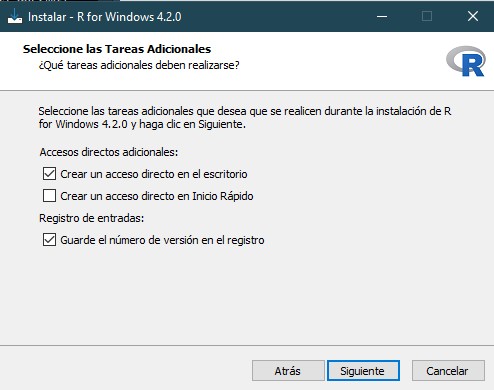 Instalar - R for Windows 4.2.0
Seleccione las Tareas Adicionales
¿Qué tareas adicionales deben realizarse?
R
Seleccione las tareas adicionales que desea que se realicen durante la instalación de R
for Windows 4.2.0 y haga clic en Siguiente.
Accesos directos adicionales:
Crear un acceso directo en el escritorio
Crear un acceso directo en Inicio Rápido
Registro de entradas:
Guarde el número de versión en el registro
Atrás
Siguiente
Cancelar